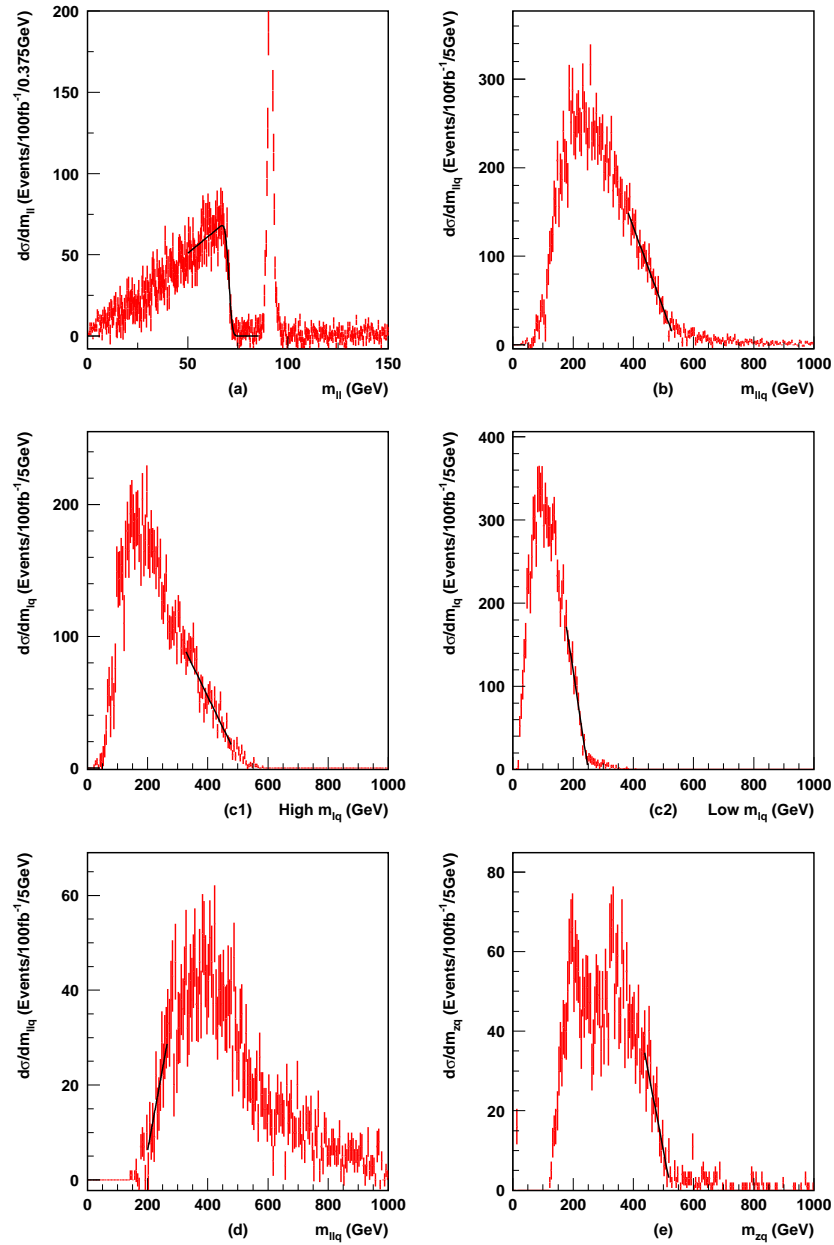 dσ/dm_ll (Events/100fb⁻¹/0.375GeV)
200
150
100
50
0
0 50 100 150
(a) m_ll (GeV)
dσ/dm_llq (Events/100fb⁻¹/5GeV)
300
200
100
0
0 200 400 600 800 1000
(b) m_llq (GeV)
dσ/dm_lq (Events/100fb⁻¹/5GeV)
200
100
0
0 200 400 600 800 1000
(c1) High m_lq (GeV)
dσ/dm_lq (Events/100fb⁻¹/5GeV)
400
300
200
100
0
0 200 400 600 800 1000
(c2) Low m_lq (GeV)
dσ/dm_llq (Events/100fb⁻¹/5GeV)
60
40
20
0
0 200 400 600 800 1000
(d) m_llq (GeV)
dσ/dm_zq (Events/100fb⁻¹/5GeV)
80
60
40
20
0
0 200 400 600 800 1000
(e) m_zq (GeV)